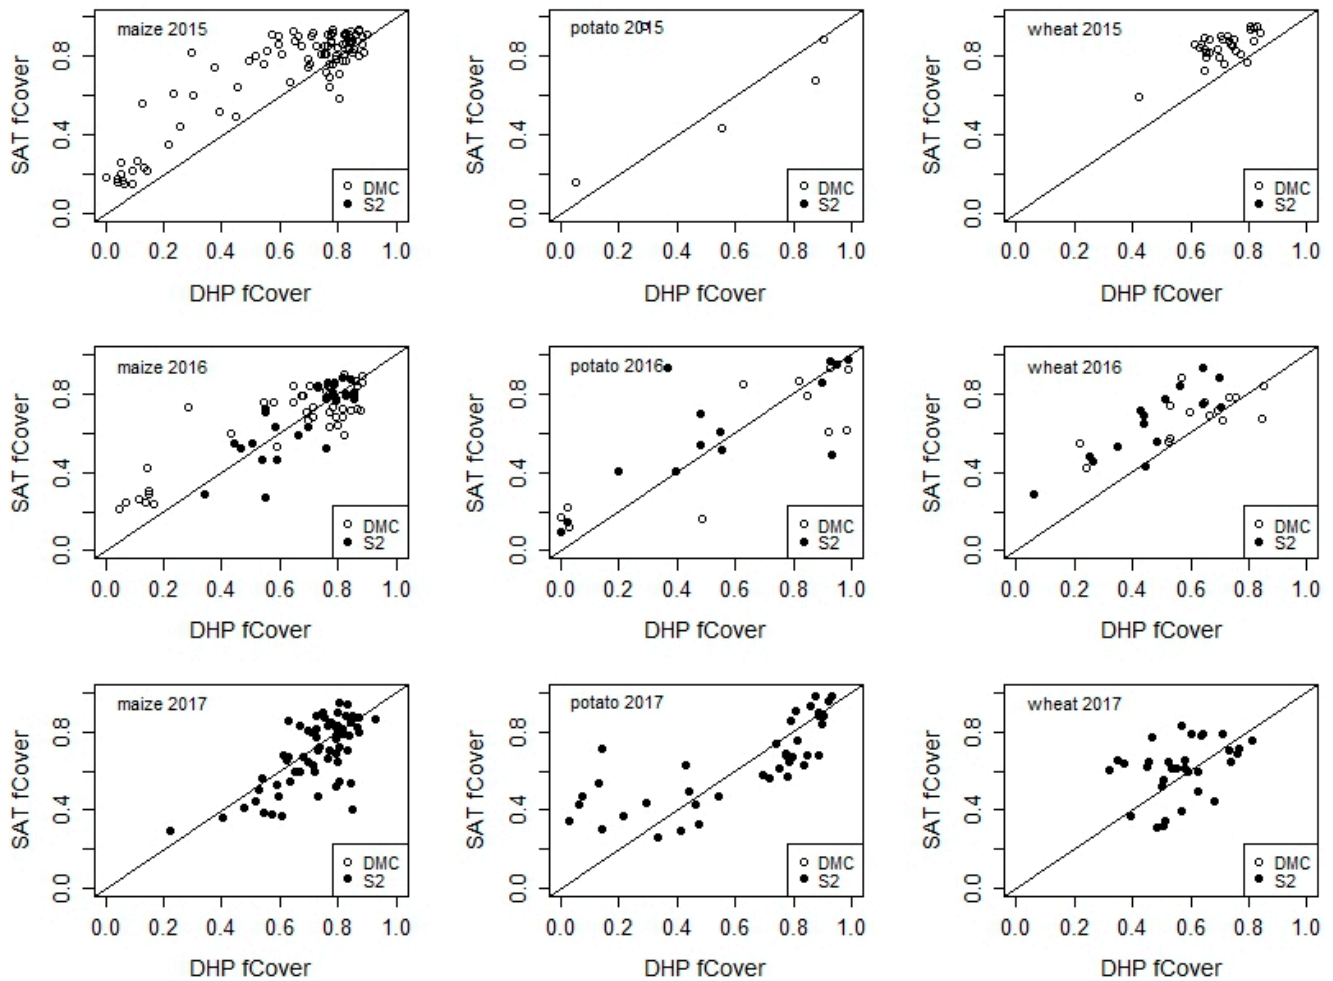 maize 2015
SAT fCover
0.0 0.4 0.8
DMC
S2
0.0 0.2 0.4 0.6 0.8 1.0
DHP fCover
potato 2015
SAT fCover
0.0 0.4 0.8
DMC
S2
0.0 0.2 0.4 0.6 0.8 1.0
DHP fCover
wheat 2015
SAT fCover
0.0 0.4 0.8
DMC
S2
0.0 0.2 0.4 0.6 0.8 1.0
DHP fCover
maize 2016
SAT fCover
0.0 0.4 0.8
DMC
S2
0.0 0.2 0.4 0.6 0.8 1.0
DHP fCover
potato 2016
SAT fCover
0.0 0.4 0.8
DMC
S2
0.0 0.2 0.4 0.6 0.8 1.0
DHP fCover
wheat 2016
SAT fCover
0.0 0.4 0.8
DMC
S2
0.0 0.2 0.4 0.6 0.8 1.0
DHP fCover
maize 2017
SAT fCover
0.0 0.4 0.8
DMC
S2
0.0 0.2 0.4 0.6 0.8 1.0
DHP fCover
potato 2017
SAT fCover
0.0 0.4 0.8
DMC
S2
0.0 0.2 0.4 0.6 0.8 1.0
DHP fCover
wheat 2017
SAT fCover
0.0 0.4 0.8
DMC
S2
0.0 0.2 0.4 0.6 0.8 1.0
DHP fCover